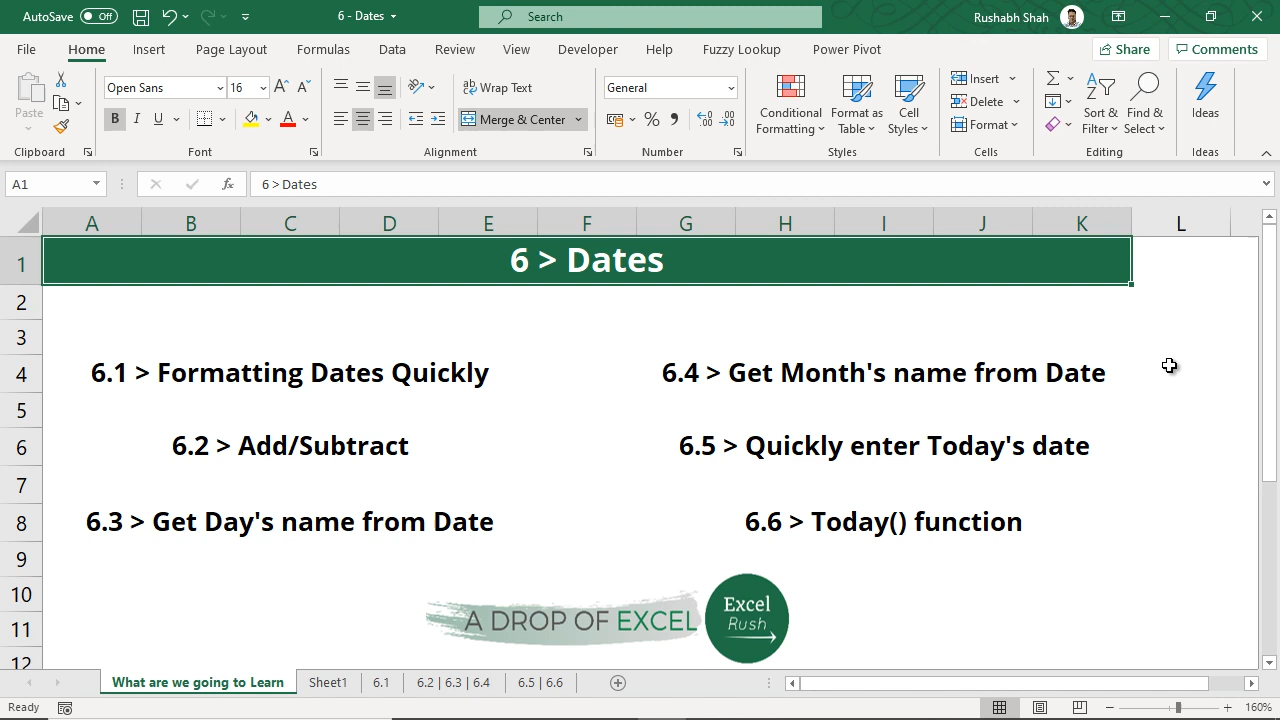 AutoSave Off 6 - Dates Search Rushabh Shah
File Home Insert Page Layout Formulas Data Review View Developer Help Fuzzy Lookup Power Pivot Share Comments
Open Sans 16 Wrap Text General Insert
Paste Conditional Format as Cell Delete Sort & Find & Ideas
B I U Merge & Center % Formatting Table Styles Format Filter Select
Clipboard Font Alignment Number Styles Cells Editing Ideas
A1 fx 6 > Dates
A B C D E F G H I J K L
1 6 > Dates
2
3
4 6.1 > Formatting Dates Quickly 6.4 > Get Month's name from Date
5
6 6.2 > Add/Subtract 6.5 > Quickly enter Today's date
7
8 6.3 > Get Day's name from Date 6.6 > Today() function
9
10 Excel
11 A DROP OF EXCEL Rush
12
What are we going to Learn Sheet1 6.1 6.2 | 6.3 | 6.4 6.5 | 6.6
Ready 160%